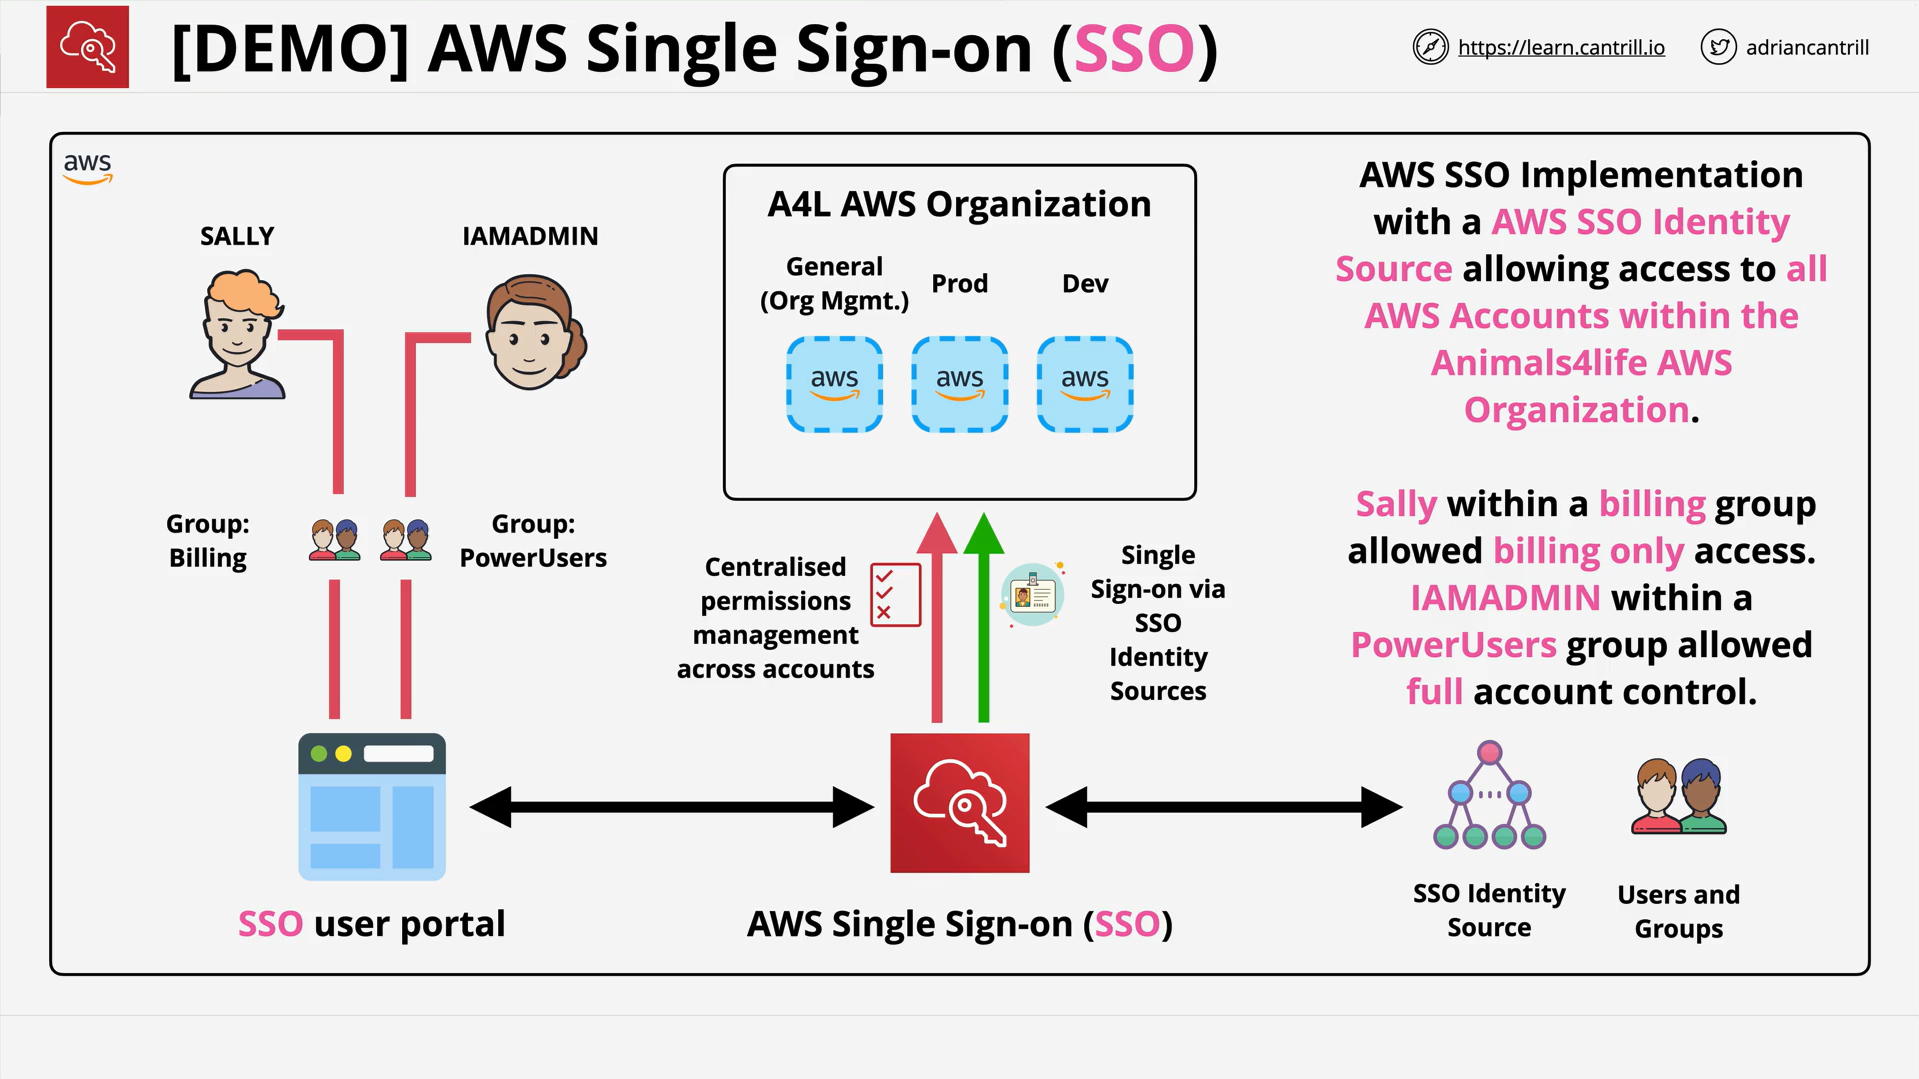 [DEMO] AWS Single Sign-on (SSO)
https://learn.cantrill.io
adriancantrill
aws
SALLY
IAMADMIN
Group:
Billing
Group:
PowerUsers
SSO user portal
A4L AWS Organization
General
(Org Mgmt.)
Prod
Dev
aws
aws
aws
Centralised
permissions
management
across accounts
Single
Sign-on via
SSO
Identity
Sources
AWS Single Sign-on (SSO)
AWS SSO Implementation
with a AWS SSO Identity
Source allowing access to all
AWS Accounts within the
Animals4life AWS
Organization.
Sally within a billing group
allowed billing only access.
IAMADMIN within a
PowerUsers group allowed
full account control.
SSO Identity
Source
Users and
Groups